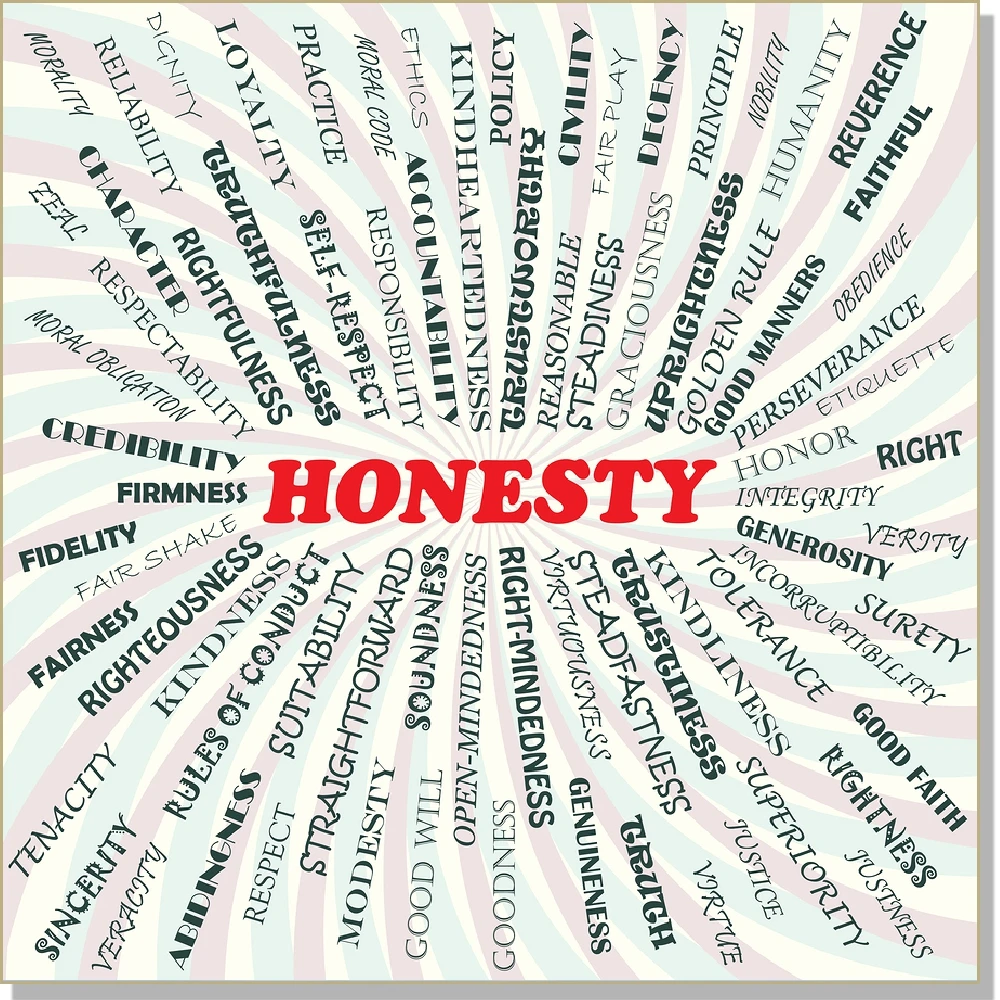 MORALITY
RELIABILITY
DIGNITY
LOYALTY
PRACTICE
MORAL CODE
ETHICS
KINDHEARTEDNESS
POLICY
CIVILITY
FAIR PLAY
DECENCY
PRINCIPLE
NOBILITY
HUMANITY
REVERENCE
FAITHFUL
ZEAL
CHARACTER
TRUTHFULNESS
SELF-RESPECT
RESPONSIBILITY
ACCOUNTABILITY
TRUSTWORTHY
REASONABLE
STEADINESS
GRACIOUSNESS
UPRIGHTNESS
GOLDEN RULE
GOOD MANNERS
OBEDIENCE
RIGHTFULNESS
RESPECTABILITY
MORAL OBLIGATION
PERSEVERANCE
ETIQUETTE
CREDIBILITY
HONOR
RIGHT
FIRMNESS
HONESTY
INTEGRITY
FIDELITY
FAIR SHAKE
GENEROSITY
VERITY
FAIRNESS
RIGHTEOUSNESS
KINDNESS
RULES OF CONDUCT
SUITABILITY
STRAIGHTFORWARD
SOUNDNESS
OPEN-MINDEDNESS
RIGHT-MINDEDNESS
VIRTUOUSNESS
STEADFASTNESS
TRUSTINESS
KINDLINESS
TOLERANCE
INCORRUPTIBILITY
SURETY
TENACITY
SINCERITY
VERACITY
ABIDINGNESS
RESPECT
MODESTY
GOOD WILL
GOODNESS
GENUINENESS
TRUTH
VIRTUE
JUSTICE
SUPERIORITY
JUSTNESS
RIGHTNESS
GOOD FAITH